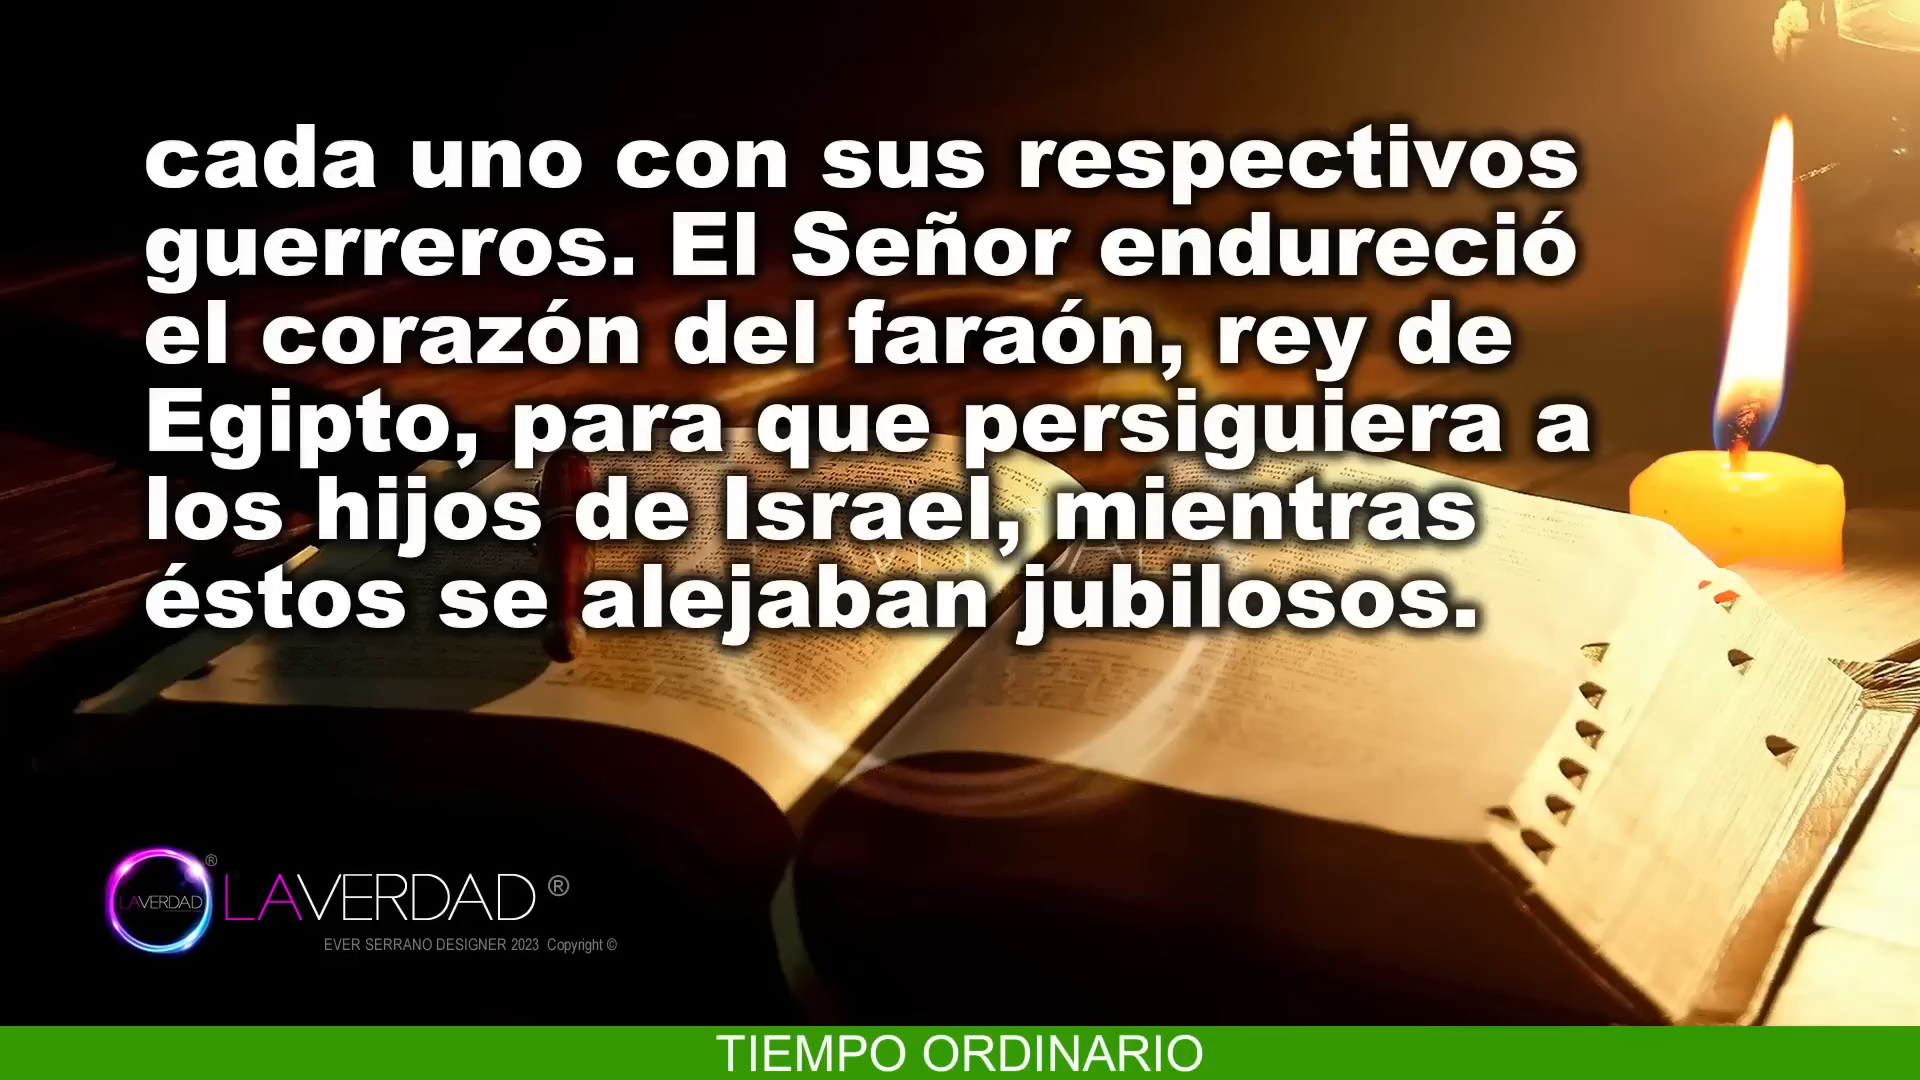 cada uno con sus respectivos
guerreros. El Señor endureció
el corazón del faraón, rey de
Egipto, para que persiguiera a
los hijos de Israel, mientras
éstos se alejaban jubilosos.
LAVERDAD ®
LAVERDAD ®
EVER SERRANO DESIGNER 2023 Copyright ©
TIEMPO ORDINARIO